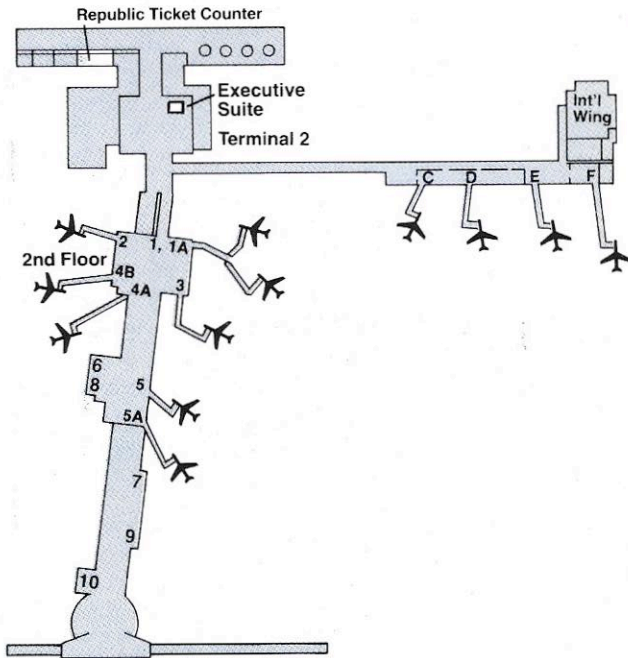 Republic Ticket Counter
Executive
Suite
Terminal 2
Int'l
Wing
C D E F
2 1, 1A
2nd Floor
4B
4A 3
6
8 5
5A
7
9
10